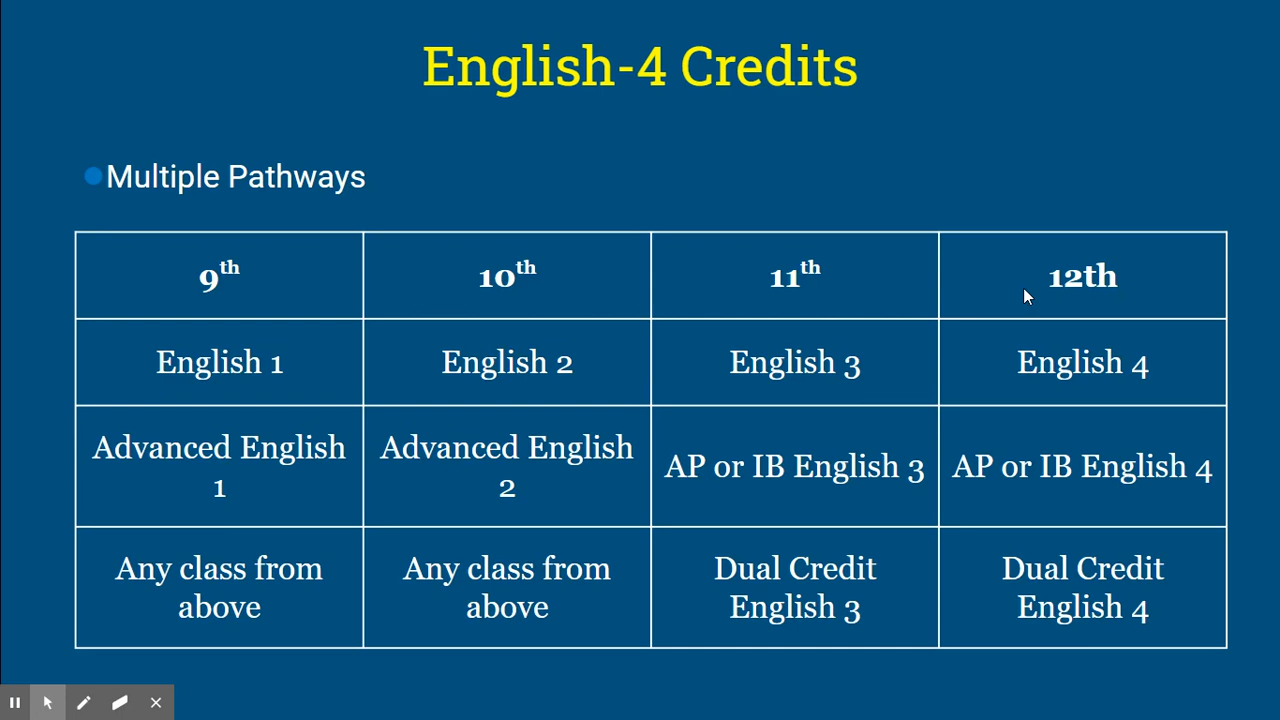 English-4 Credits
Multiple Pathways
9th 10th 11th 12th
English 1 English 2 English 3 English 4
Advanced English 1 Advanced English 2 AP or IB English 3 AP or IB English 4
Any class from above Any class from above Dual Credit English 3 Dual Credit English 4